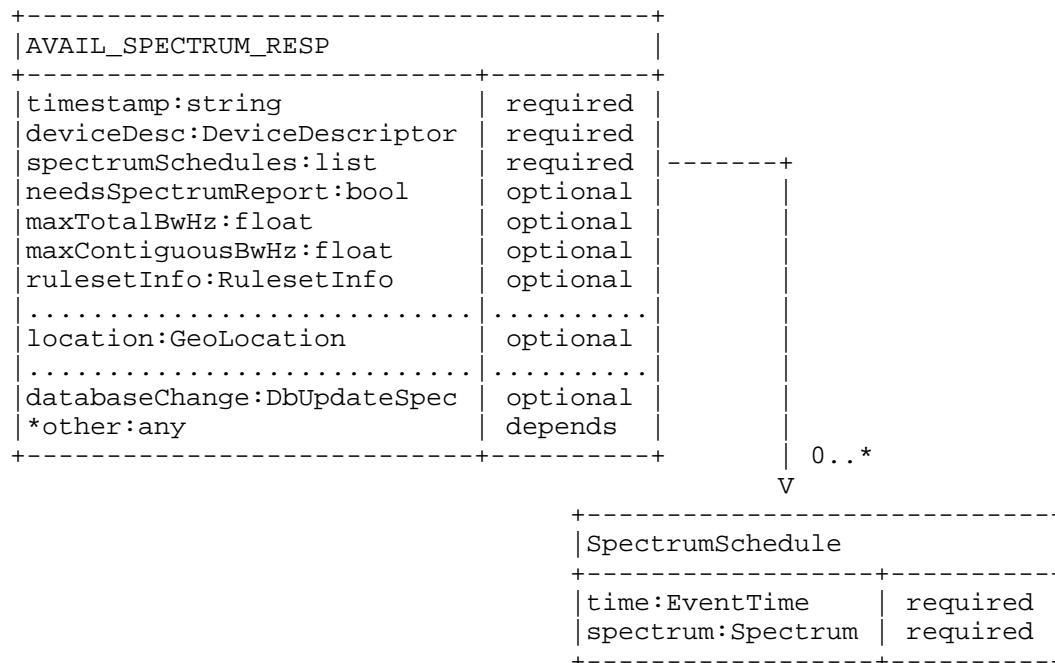 +---------------------------------------+
|AVAIL_SPECTRUM_RESP                    |
+----------------------------+----------+
|timestamp:string            | required |
|deviceDesc:DeviceDescriptor | required |
|spectrumSchedules:list      | required |-------+
|needsSpectrumReport:bool    | optional |       |
|maxTotalBwHz:float          | optional |       |
|maxContiguousBwHz:float     | optional |       |
|rulesetInfo:RulesetInfo     | optional |       |
|............................|..........|       |
|location:GeoLocation        | optional |       |
|............................|..........|       |
|databaseChange:DbUpdateSpec | optional |       |
|*other:any                  | depends  |       |
+----------------------------+----------+       | 0..*
                                                V
                                   +------------------------------
                                   |SpectrumSchedule
                                   +------------------+-----------
                                   |time:EventTime    | required
                                   |spectrum:Spectrum | required
                                   +------------------+-----------